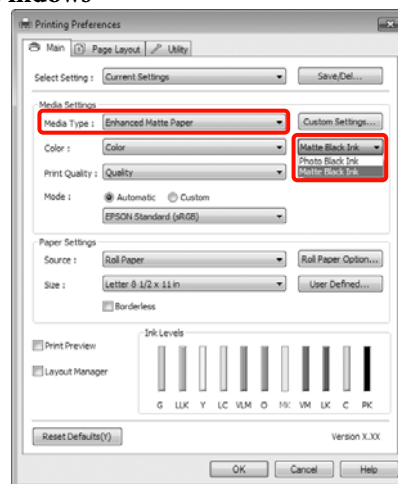 Printing Preferences
Main Page Layout Utility
Select Setting : Current Settings Save/Del...
Media Settings
Media Type : Enhanced Matte Paper Custom Settings...
Color : Color Matte Black Ink
Photo Black Ink
Print Quality : Quality Matte Black Ink
Mode : Automatic Custom
EPSON Standard (sRGB)
Paper Settings
Source : Roll Paper Roll Paper Option...
Size : Letter 8 1/2 x 11 in User Defined...
Borderless
Ink Levels
Print Preview
Layout Manager
G LLK Y LC VLM O MK VM LK C PK
Reset Defaults(Y) Version X.XX
OK Cancel Help